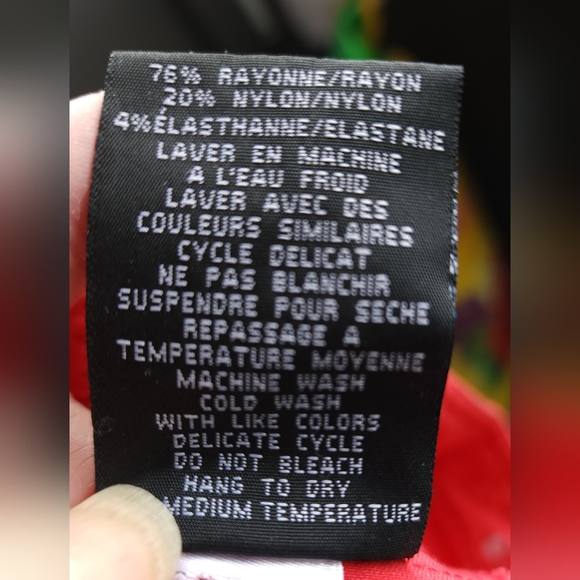 76% RAYONNE/RAYON
20% NYLON/NYLON
4%ÉLASTHANNE/ELASTANE
LAVER EN MACHINE
A L'EAU FROID
LAVER AVEC DES
COULEURS SIMILAIRES
CYCLE DELICAT
NE PAS BLANCHIR
SUSPENDRE POUR SECHE
REPASSAGE A
TEMPERATURE MOYENNE
MACHINE WASH
COLD WASH
WITH LIKE COLORS
DELICATE CYCLE
DO NOT BLEACH
HANG TO DRY
MEDIUM TEMPERATURE